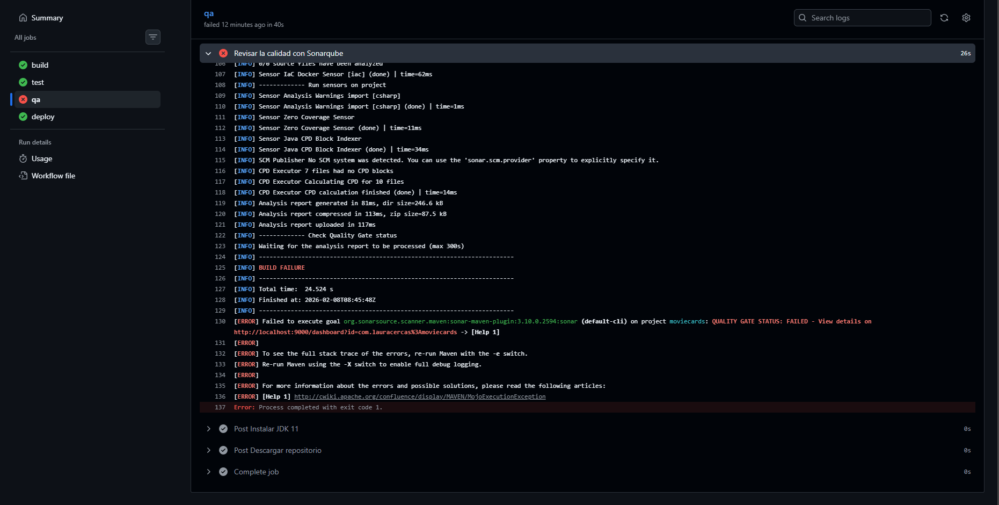 Summary
All jobs
build
test
qa
deploy
Run details
Usage
Workflow file
qa
failed 12 minutes ago in 40s
Search logs
Revisar la calidad con Sonarqube
26s
106 [INFO] 0/0 source files have been analyzed
107 [INFO] Sensor IaC Docker Sensor [iac] (done) | time=62ms
108 [INFO] ------------- Run sensors on project
109 [INFO] Sensor Analysis Warnings import [csharp]
110 [INFO] Sensor Analysis Warnings import [csharp] (done) | time=1ms
111 [INFO] Sensor Zero Coverage Sensor
112 [INFO] Sensor Zero Coverage Sensor (done) | time=11ms
113 [INFO] Sensor Java CPD Block Indexer
114 [INFO] Sensor Java CPD Block Indexer (done) | time=34ms
115 [INFO] SCM Publisher No SCM system was detected. You can use the 'sonar.scm.provider' property to explicitly specify it.
116 [INFO] CPD Executor 7 files had no CPD blocks
117 [INFO] CPD Executor Calculating CPD for 10 files
118 [INFO] CPD Executor CPD calculation finished (done) | time=14ms
119 [INFO] Analysis report generated in 81ms, dir size=246.6 kB
120 [INFO] Analysis report compressed in 113ms, zip size=87.5 kB
121 [INFO] Analysis report uploaded in 117ms
122 [INFO] ------------- Check Quality Gate status
123 [INFO] Waiting for the analysis report to be processed (max 300s)
124 [INFO] ------------------------------------------------------------------------
125 [INFO] BUILD FAILURE
126 [INFO] ------------------------------------------------------------------------
127 [INFO] Total time:  24.524 s
128 [INFO] Finished at: 2026-02-08T08:45:48Z
129 [INFO] ------------------------------------------------------------------------
130 [ERROR] Failed to execute goal org.sonarsource.scanner.maven:sonar-maven-plugin:3.10.0.2594:sonar (default-cli) on project moviecards: QUALITY GATE STATUS: FAILED - View details on
http://localhost:9000/dashboard?id=com.lauracercas%3Amoviecards -> [Help 1]
131 [ERROR]
132 [ERROR] To see the full stack trace of the errors, re-run Maven with the -e switch.
133 [ERROR] Re-run Maven using the -X switch to enable full debug logging.
134 [ERROR]
135 [ERROR] For more information about the errors and possible solutions, please read the following articles:
136 [ERROR] [Help 1] http://cwiki.apache.org/confluence/display/MAVEN/MojoExecutionException
137 Error: Process completed with exit code 1.
Post Instalar JDK 11
0s
Post Descargar repositorio
0s
Complete job
0s